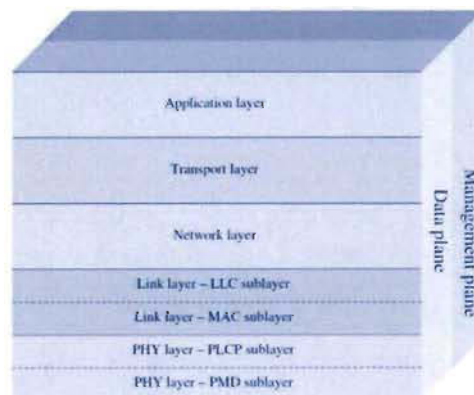 Application layer
Transport layer
Network layer
Link layer – LLC sublayer
Link layer – MAC sublayer
PHY layer – PLCP sublayer
PHY layer – PMD sublayer
Data plane
Management plane